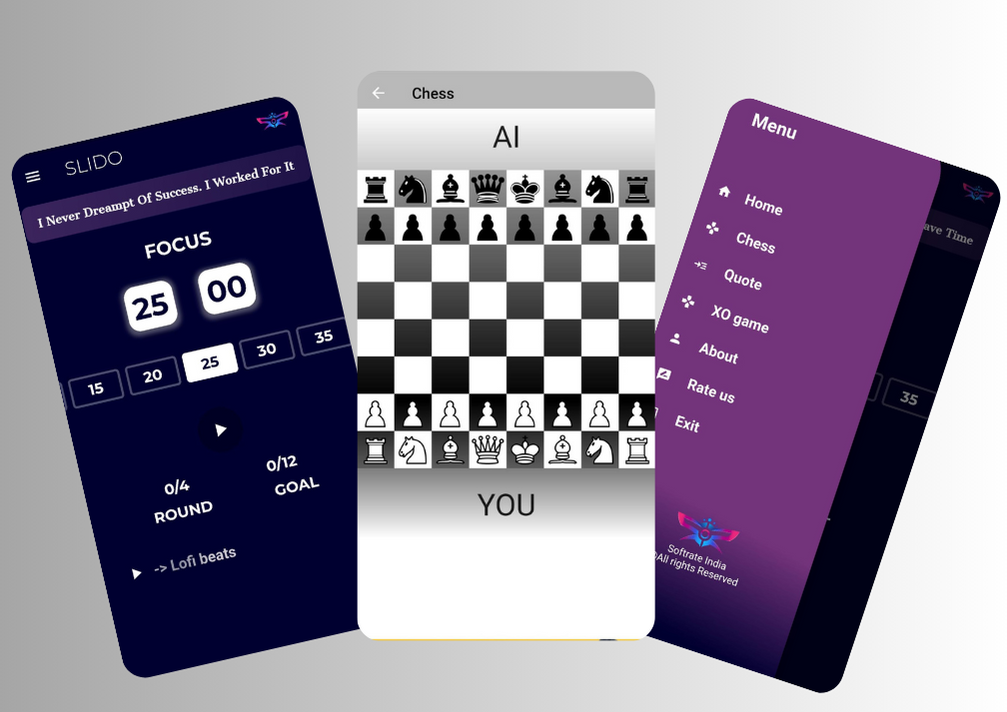 SLIDO
I Never Dreampt Of Success. I Worked For It
FOCUS
25 00
15 20 25 30 35
0/4 0/12
ROUND GOAL
-> Lofi beats
Chess
AI
YOU
Menu
Home
Chess
Quote
XO game
About
Rate us
Exit
Softrate India
All rights Reserved
Time
35